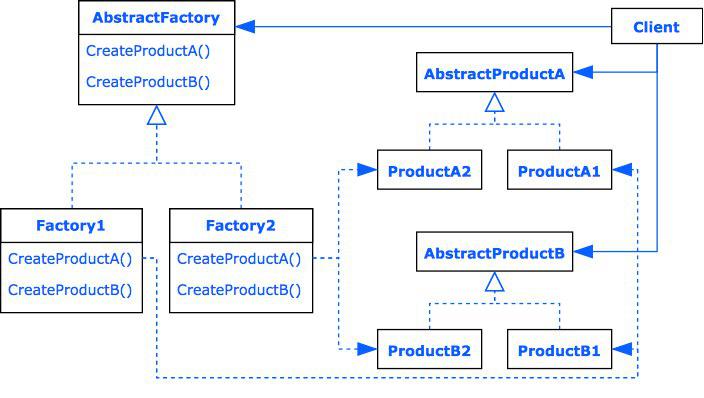 AbstractFactory
CreateProductA()
CreateProductB()
Client
AbstractProductA
ProductA2
ProductA1
Factory1
CreateProductA()
CreateProductB()
Factory2
CreateProductA()
CreateProductB()
AbstractProductB
ProductB2
ProductB1